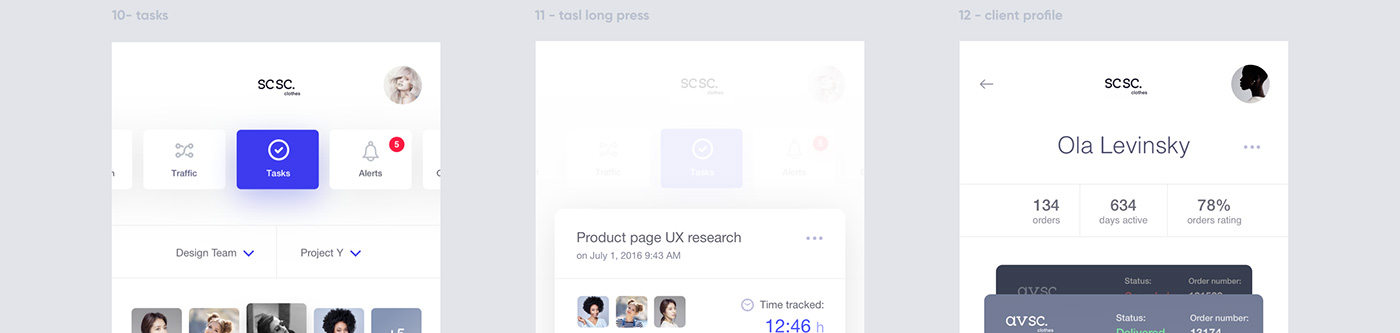 10- tasks
SCSC.
clothes
Traffic
Tasks
Alerts
5
Design Team
Project Y
+5
11 - tasl long press
SCSC.
clothes
Traffic
Tasks
Alerts
Product page UX research
on July 1, 2016 9:43 AM
Time tracked:
12:46 h
12 - client profile
SCSC.
clothes
Ola Levinsky
134
orders
634
days active
78%
orders rating
avsc.
Status:
Order number:
avsc.
Status:
Delivered
Order number:
13174